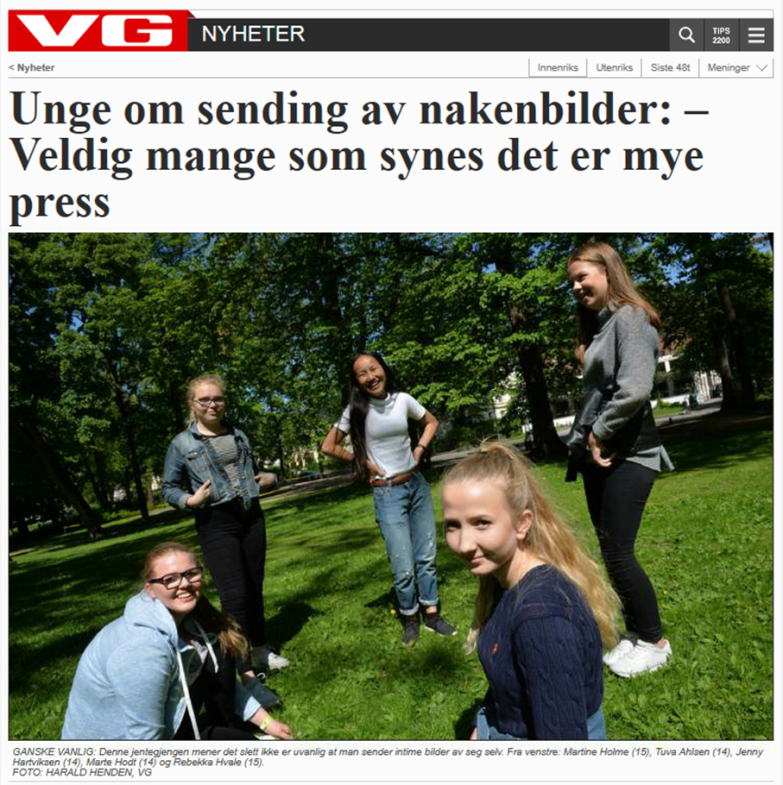 VG NYHETER
TIPS
2200
< Nyheter
Innenriks Utenriks Siste 48t Meninger
Unge om sending av nakenbilder: –
Veldig mange som synes det er mye
press
GANSKE VANLIG: Denne jentegjengen mener det slett ikke er uvanlig at man sender intime bilder av seg selv. Fra venstre: Martine Holme (15), Tuva Ahlsen (14), Jenny
Hartviksen (14), Marte Hodt (14) og Rebekka Hvale (15).
FOTO: HARALD HENDEN, VG